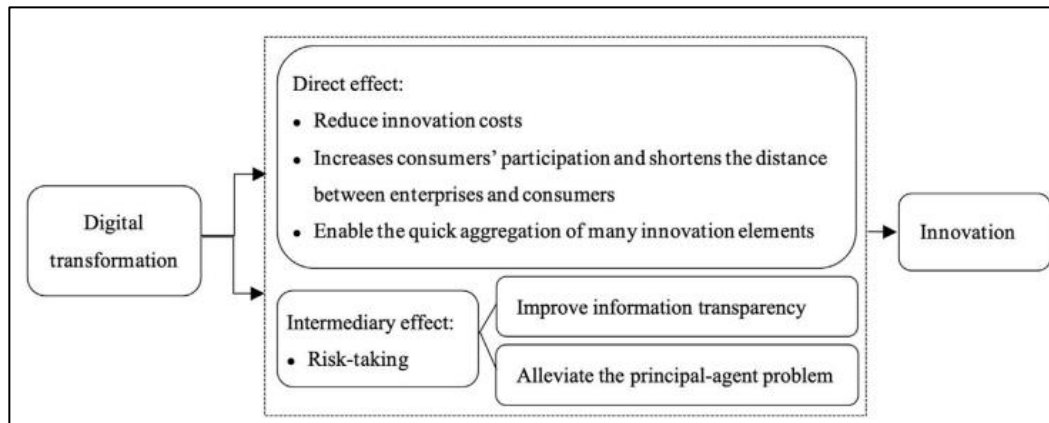 Direct effect:
• Reduce innovation costs
• Increases consumers’ participation and shortens the distance
between enterprises and consumers
• Enable the quick aggregation of many innovation elements
Digital
transformation
Innovation
Intermediary effect:
• Risk-taking
Improve information transparency
Alleviate the principal-agent problem